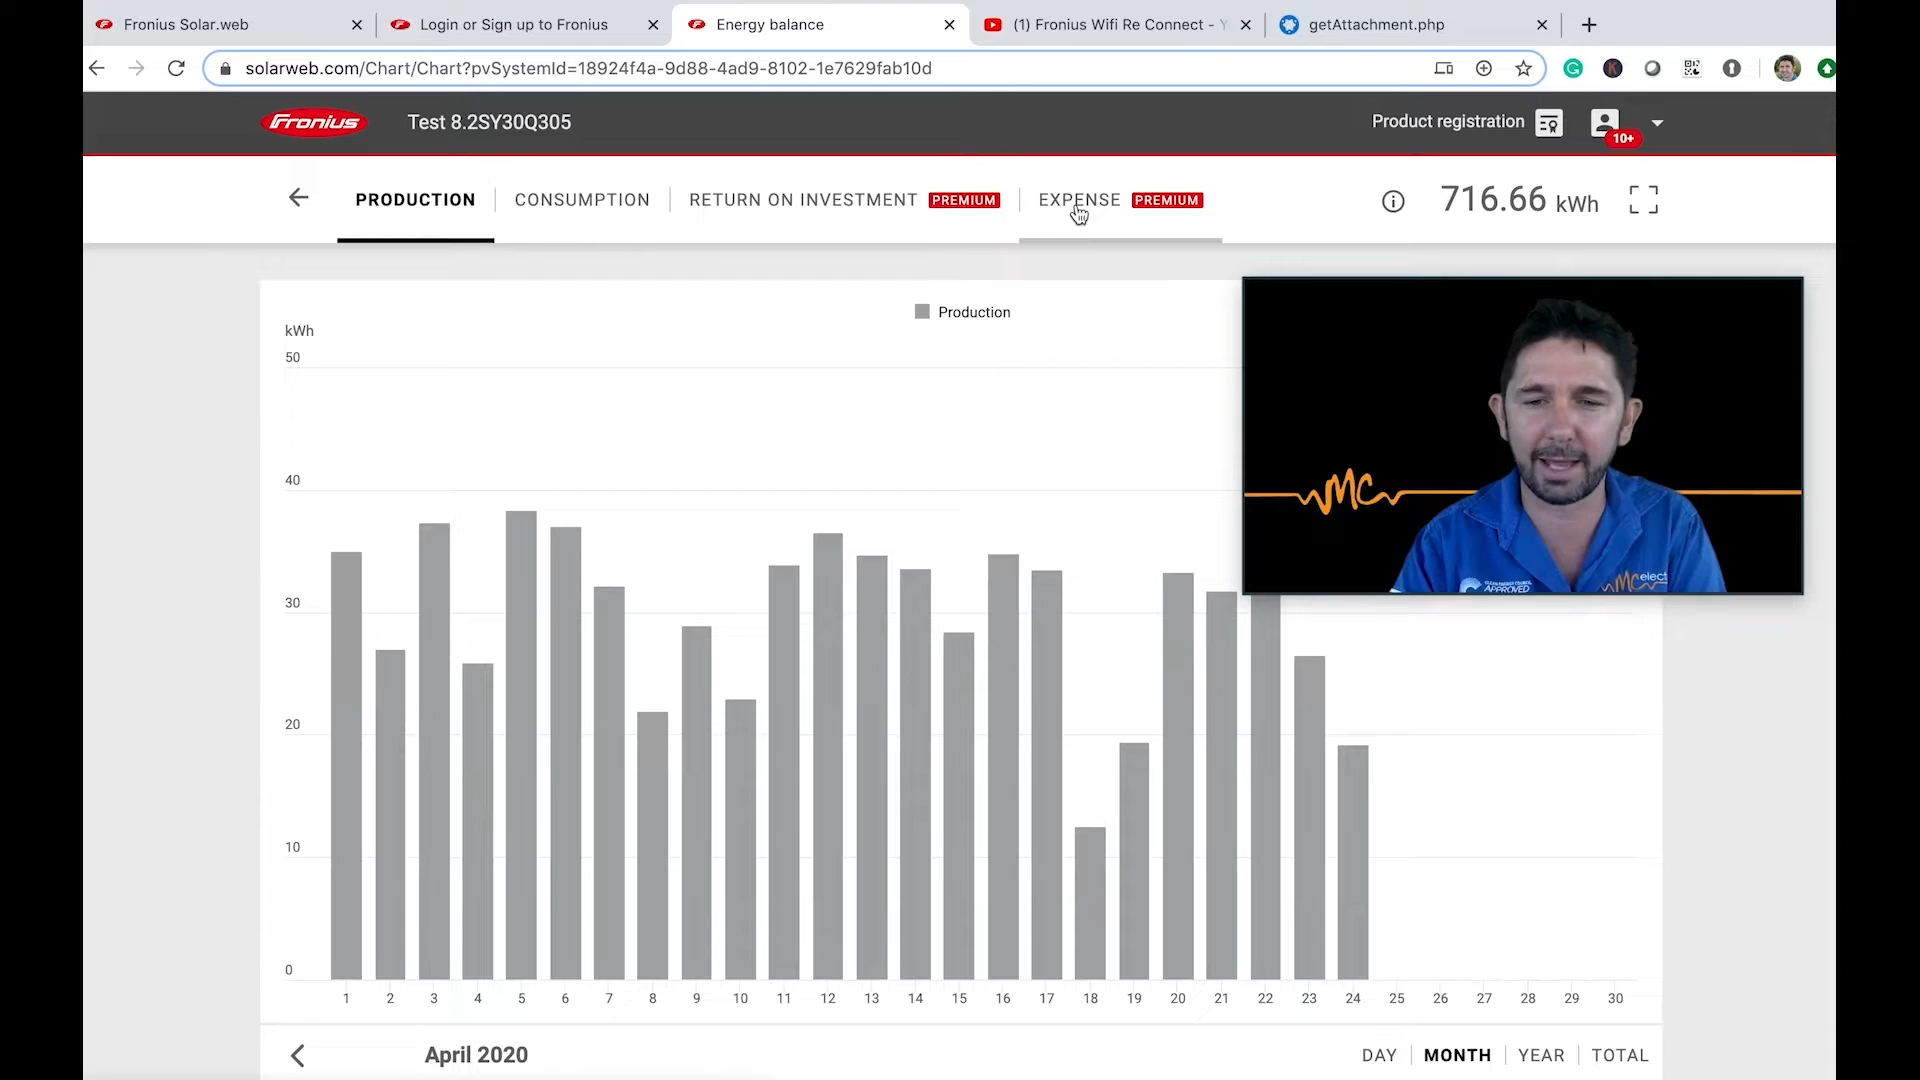 Fronius Solar.web
Login or Sign up to Fronius
Energy balance
(1) Fronius Wifi Re Connect -
getAttachment.php
solarweb.com/Chart/Chart?pvSystemId=18924f4a-9d88-4ad9-8102-1e7629fab10d
Fronius
Test 8.2SY30Q305
Product registration
10+
PRODUCTION
CONSUMPTION
RETURN ON INVESTMENT PREMIUM
EXPENSE PREMIUM
716.66 kWh
Production
kWh
50
40
30
20
10
0
1 2 3 4 5 6 7 8 9 10 11 12 13 14 15 16 17 18 19 20 21 22 23 24 25 26 27 28 29 30
MC
CLEAN ENERGY COUNCIL
APPROVED
MC elect
April 2020
DAY MONTH YEAR TOTAL